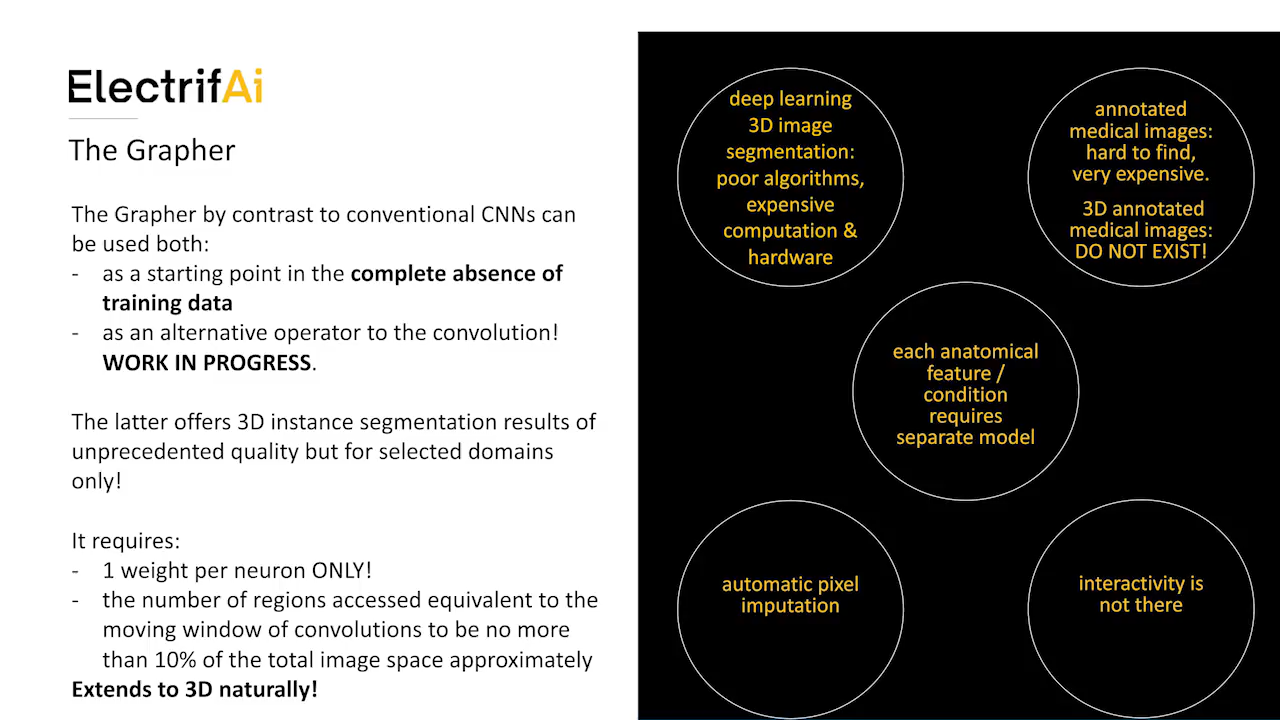 ElectrifAi
The Grapher
The Grapher by contrast to conventional CNNs can
be used both:
- as a starting point in the complete absence of
training data
- as an alternative operator to the convolution!
WORK IN PROGRESS.
The latter offers 3D instance segmentation results of
unprecedented quality but for selected domains
only!
It requires:
- 1 weight per neuron ONLY!
- the number of regions accessed equivalent to the
moving window of convolutions to be no more
than 10% of the total image space approximately
Extends to 3D naturally!
deep learning
3D image
segmentation:
poor algorithms,
expensive
computation &
hardware
annotated
medical images:
hard to find,
very expensive.
3D annotated
medical images:
DO NOT EXIST!
each anatomical
feature /
condition
requires
separate model
automatic pixel
imputation
interactivity is
not there